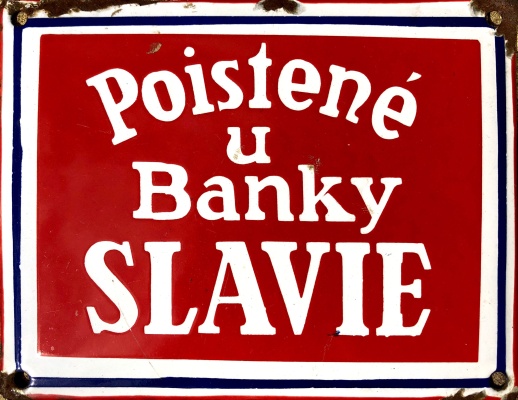 Poistené
u
Banky
SLAVIE